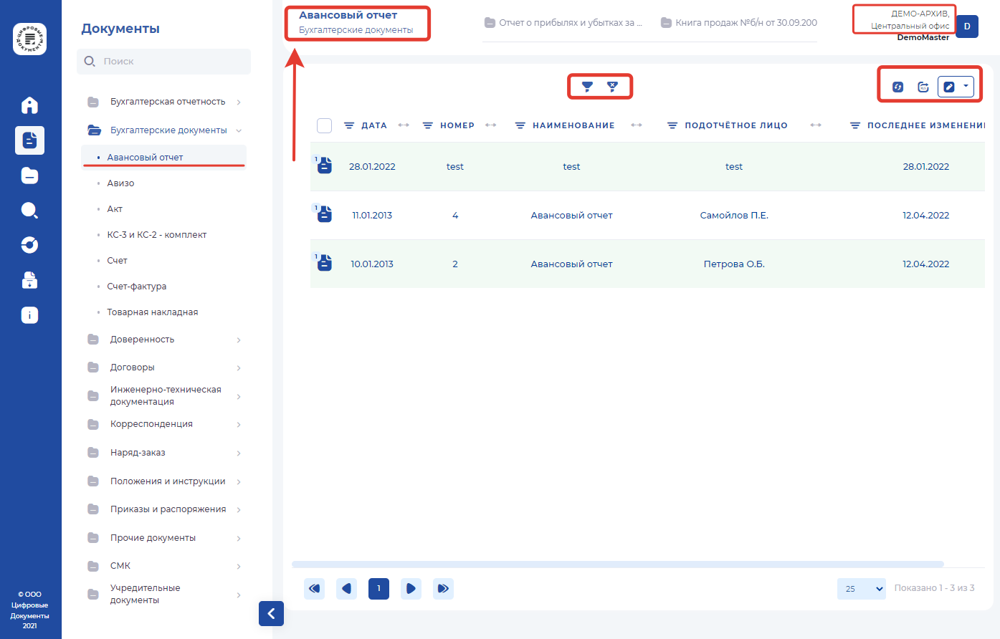 ЦИФРОВЫЕ ДОКУМЕНТЫ
Документы
Поиск
Бухгалтерская отчетность
Бухгалтерские документы
Авансовый отчет
Авизо
Акт
КС-3 и КС-2 - комплект
Счет
Счет-фактура
Товарная накладная
Доверенность
Договоры
Инженерно-техническая
документация
Корреспонденция
Наряд-заказ
Положения и инструкции
Приказы и распоряжения
Прочие документы
СМК
Учредительные
документы
© ООО
Цифровые
Документы
2021
Авансовый отчет
Бухгалтерские документы
Отчет о прибылях и убытках за ...
Книга продаж №б/н от 30.09.200
ДЕМО-АРХИВ,
Центральный офис
DemoMaster
D
ДАТА НОМЕР НАИМЕНОВАНИЕ ПОДОТЧЁТНОЕ ЛИЦО ПОСЛЕДНЕЕ ИЗМЕНЕНИ
1 28.01.2022 test test test 28.01.2022
1 11.01.2013 4 Авансовый отчет Самойлов П.Е. 12.04.2022
1 10.01.2013 2 Авансовый отчет Петрова О.Б. 12.04.2022
1
25
Показано 1 - 3 из 3